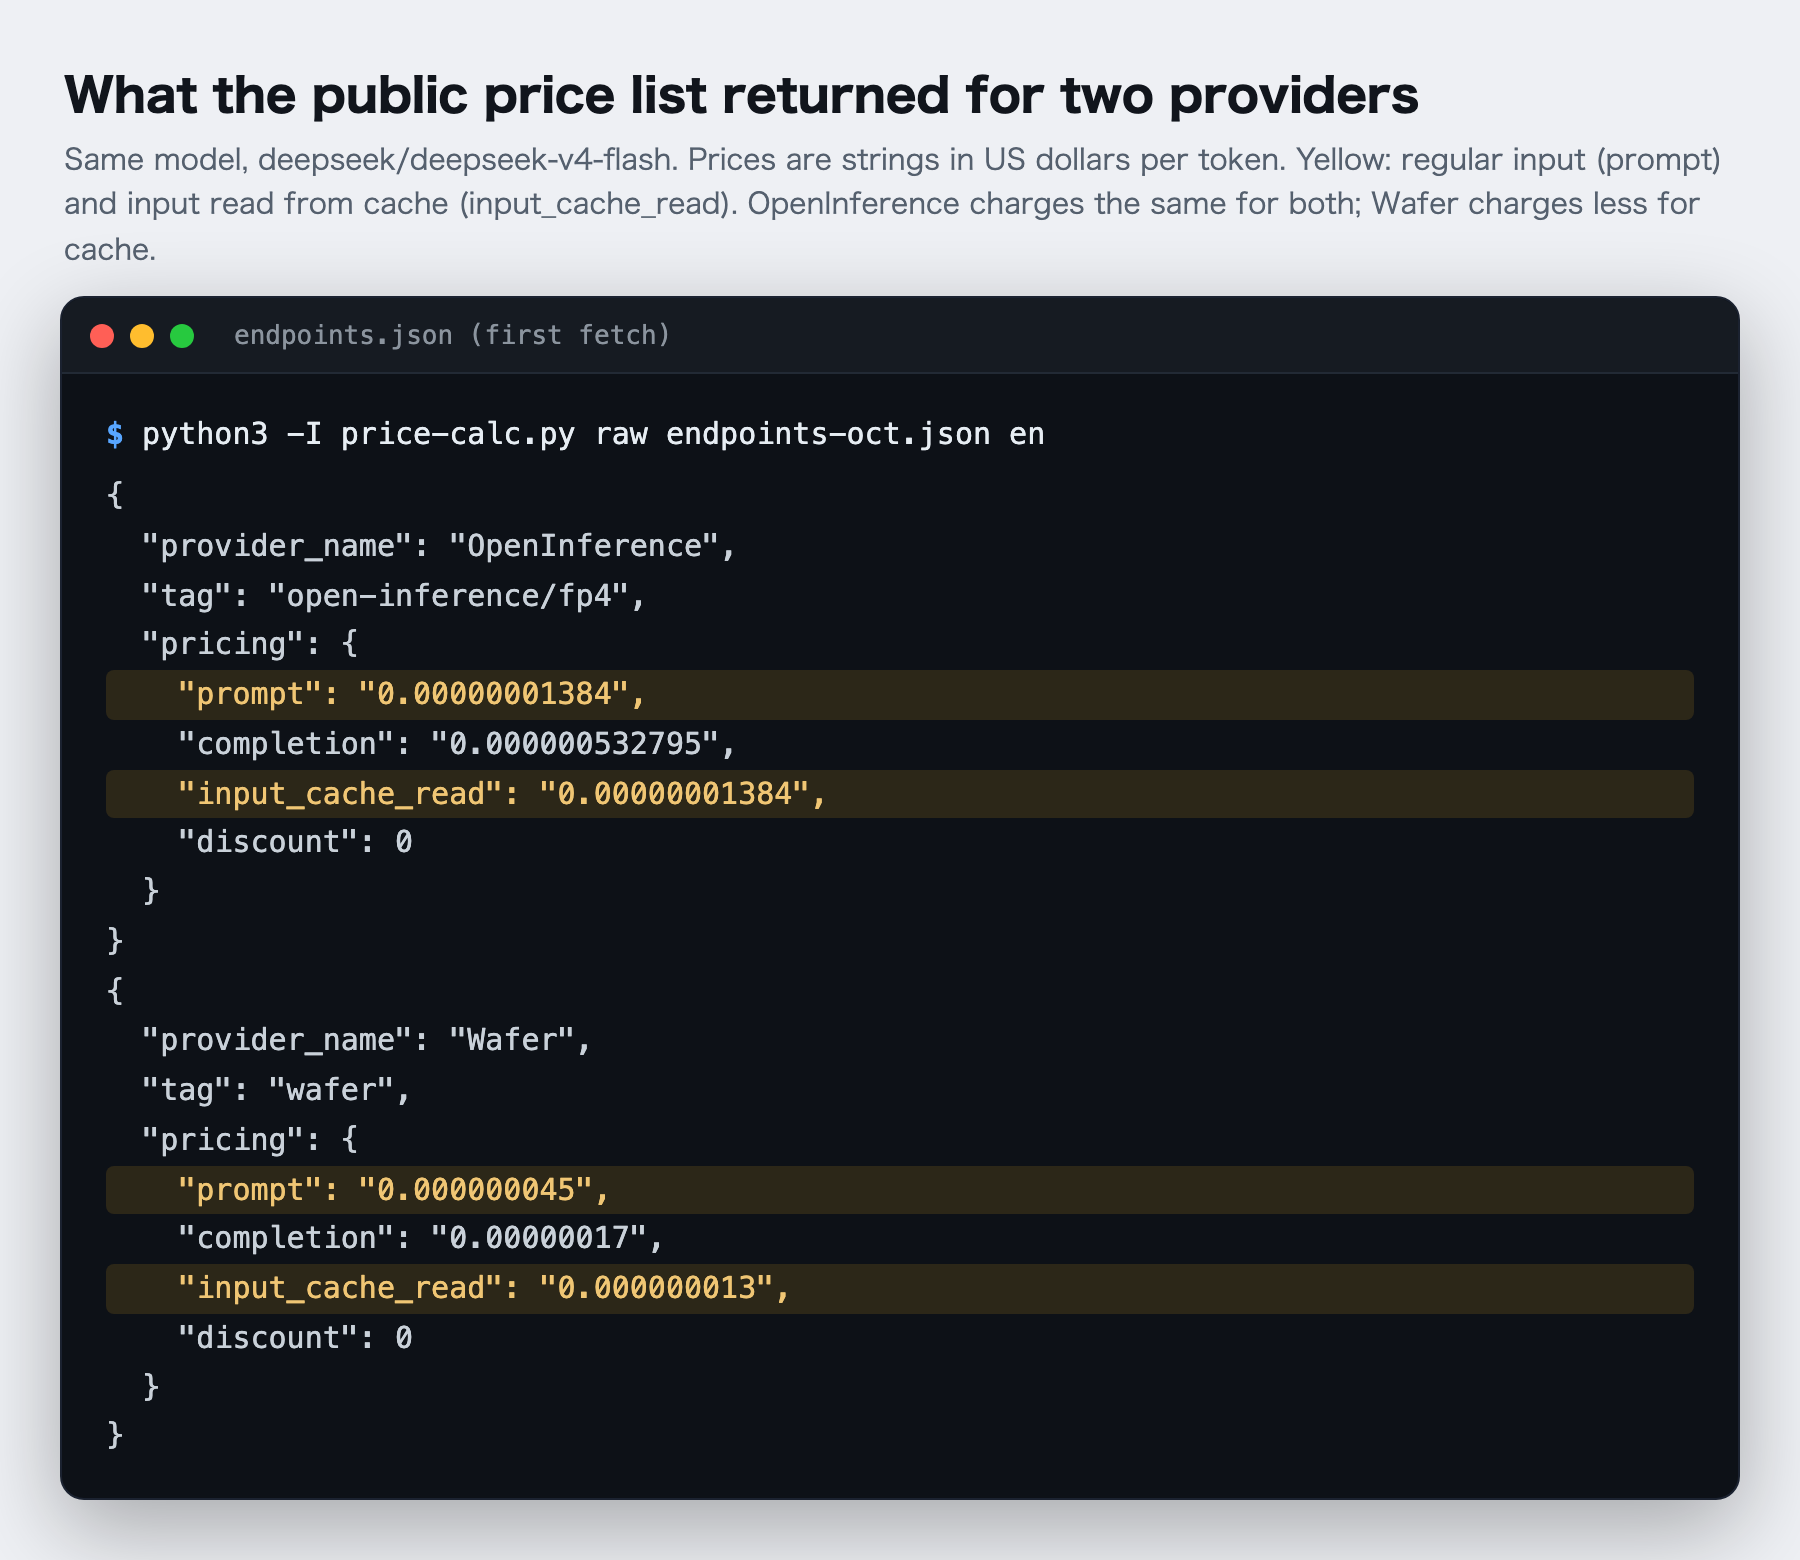 What the public price list returned for two providers
Same model, deepseek/deepseek-v4-flash. Prices are strings in US dollars per token. Yellow: regular input (prompt)
and input read from cache (input_cache_read). OpenInference charges the same for both; Wafer charges less for
cache.
endpoints.json (first fetch)
$ python3 -I price-calc.py raw endpoints-oct.json en
{
  "provider_name": "OpenInference",
  "tag": "open-inference/fp4",
  "pricing": {
    "prompt": "0.00000001384",
    "completion": "0.000000532795",
    "input_cache_read": "0.00000001384",
    "discount": 0
  }
}
{
  "provider_name": "Wafer",
  "tag": "wafer",
  "pricing": {
    "prompt": "0.000000045",
    "completion": "0.00000017",
    "input_cache_read": "0.000000013",
    "discount": 0
  }
}